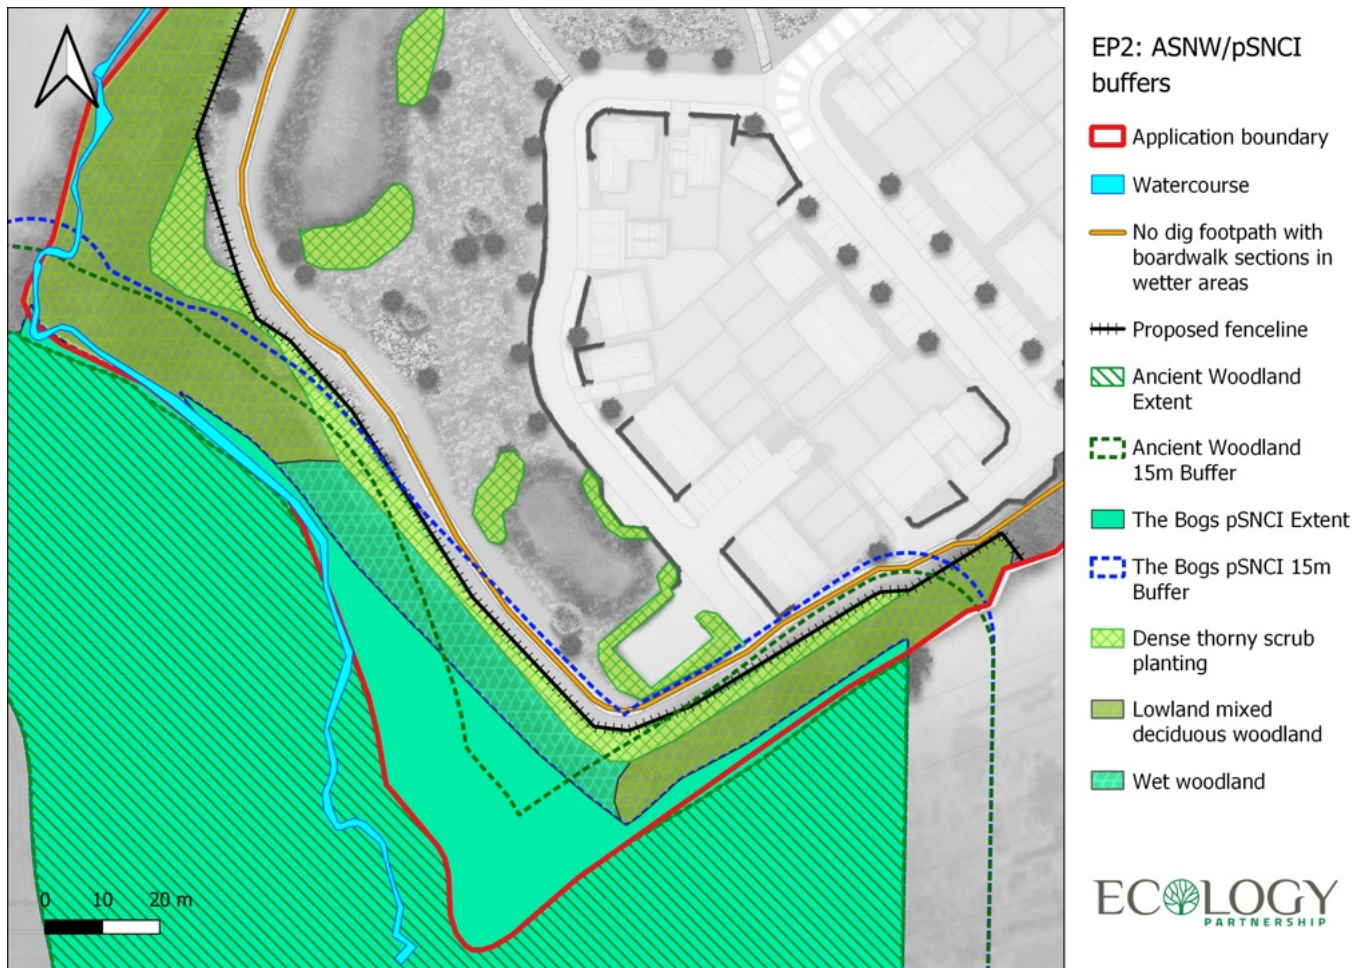 EP2: ASNW/pSNCI
buffers
Application boundary
Watercourse
No dig footpath with
boardwalk sections in
wetter areas
Proposed fenceline
Ancient Woodland
Extent
Ancient Woodland
15m Buffer
The Bogs pSNCI Extent
The Bogs pSNCI 15m
Buffer
Dense thorny scrub
planting
Lowland mixed
deciduous woodland
Wet woodland
0 10 20 m
ECOLOGY
PARTNERSHIP